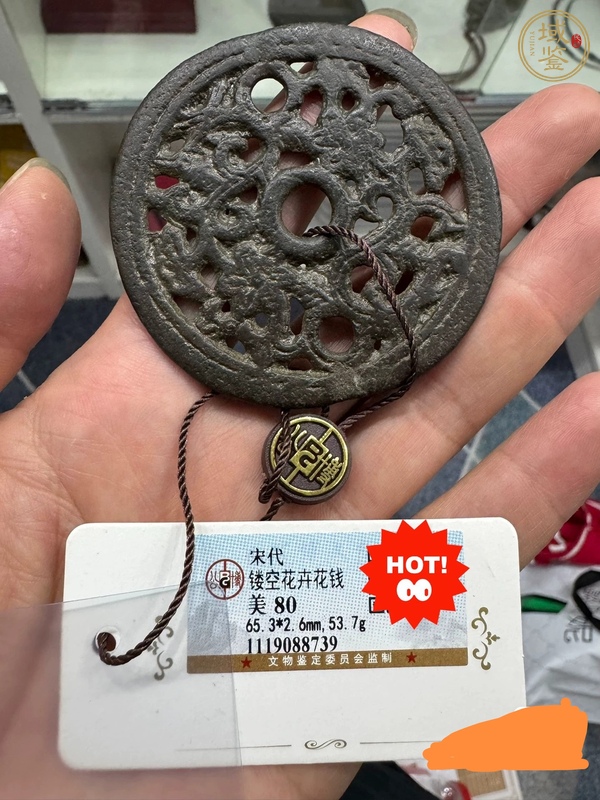 域鉴
YUJIAN
宋代
镂空花卉花钱
美 80
65.3*2.6mm,53.7g
1119088739
★ 文物鉴定委员会监制 ★
HOT!